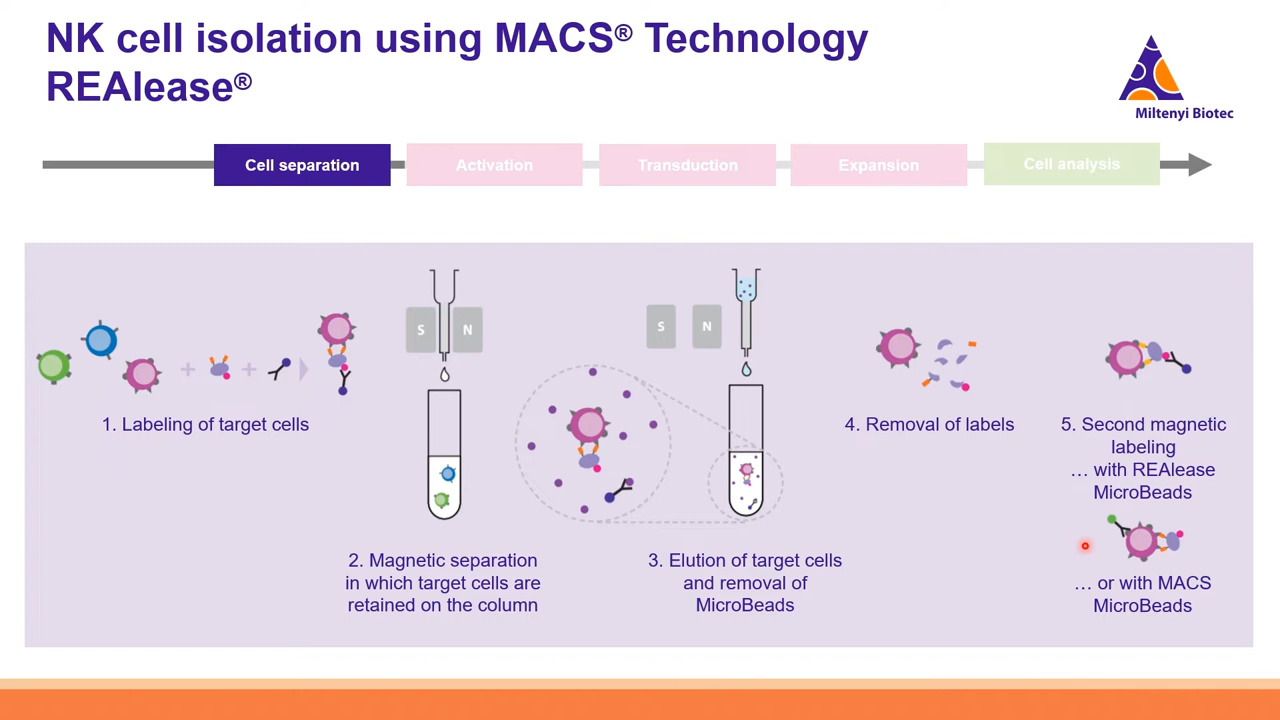 NK cell isolation using MACS® Technology
REAlease®
Miltenyi Biotec
Cell separation
Activation
Transduction
Expansion
Cell analysis
S
N
S
N
1. Labeling of target cells
2. Magnetic separation
in which target cells are
retained on the column
3. Elution of target cells
and removal of
MicroBeads
4. Removal of labels
5. Second magnetic
labeling
… with REAlease
MicroBeads
… or with MACS
MicroBeads